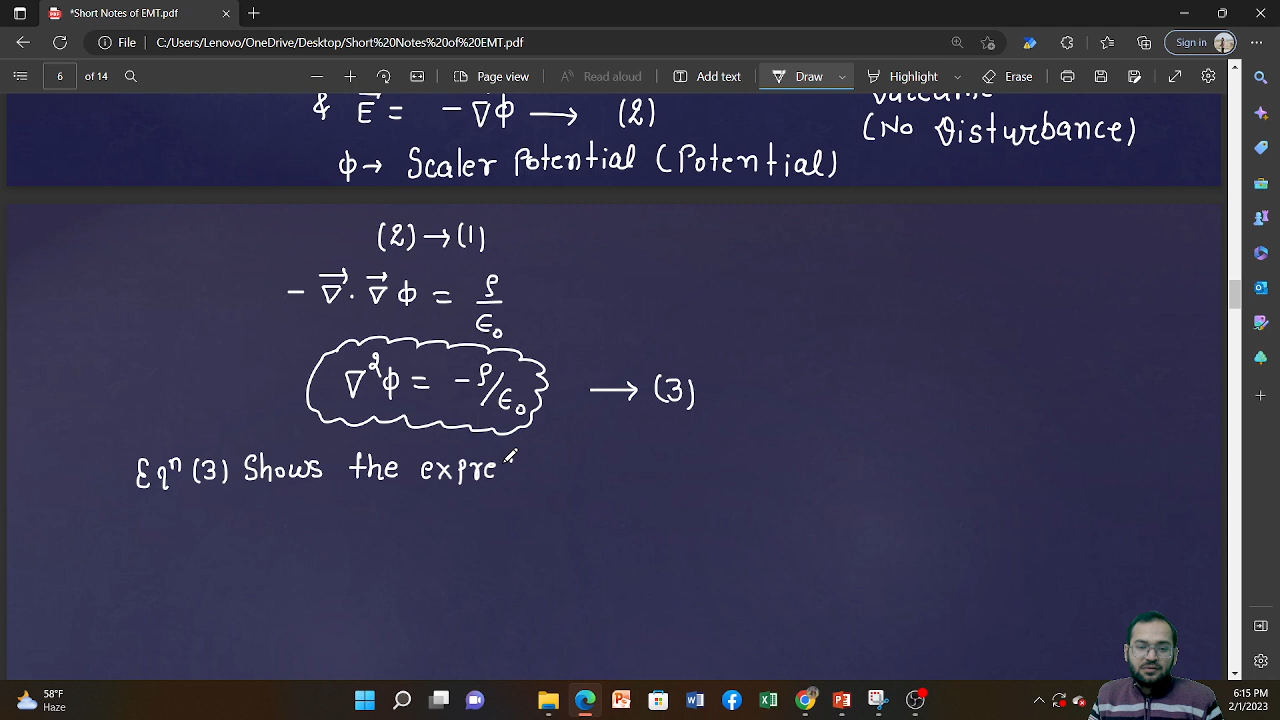 *Short Notes of EMT.pdf
File C:/Users/Lenovo/OneDrive/Desktop/Short%20Notes%20of%20EMT.pdf
Sign in
6 of 14 Page view Read aloud Add text Draw Highlight Erase
& E⃗ = - ∇⃗ϕ ⟶ (2)
(No Disturbance)
ϕ→ Scaler Potential (Potential)
(2)→(1)
- ∇⃗ · ∇⃗ ϕ = ρ/ϵ₀
∇²ϕ = -ρ/ϵ₀ ⟶ (3)
Eqⁿ (3) Shows the expre
58°F
Haze
6:15 PM
2/1/2023